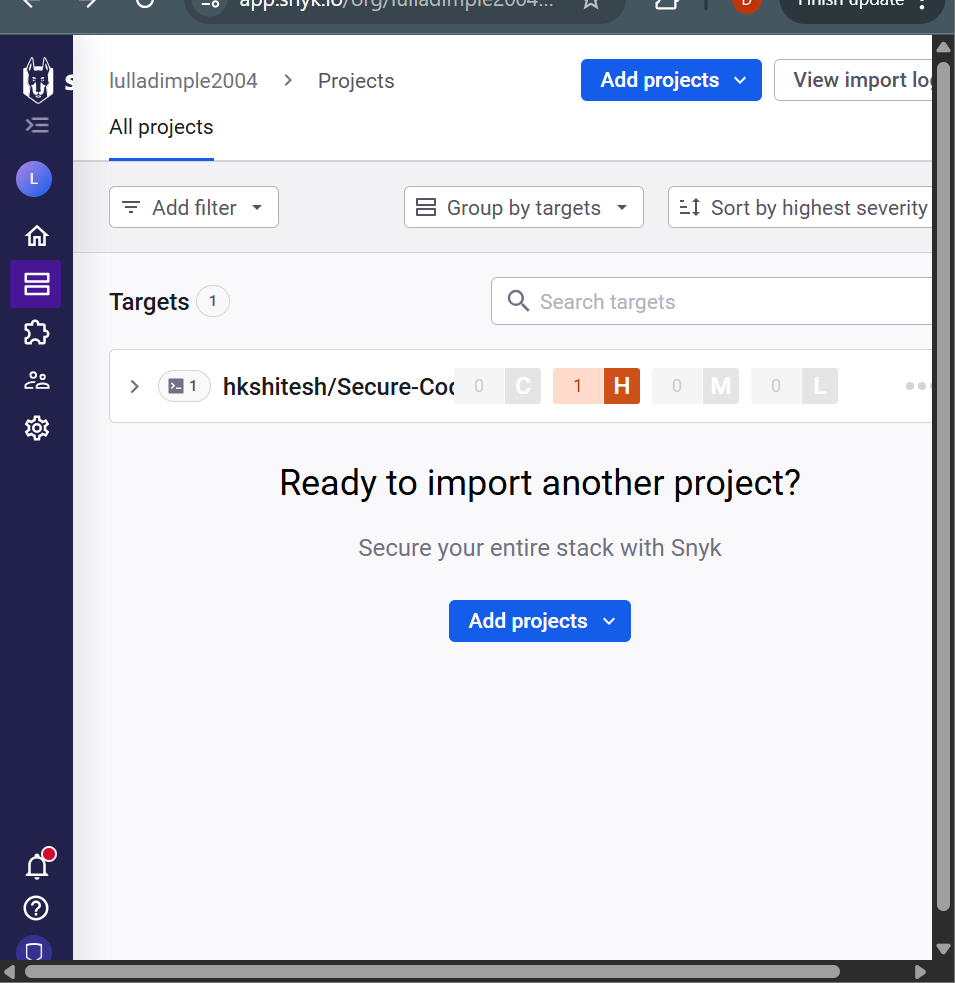 app.snyk.io/org/lulladimple2004...
D
Finish update
s
lulladimple2004 > Projects
Add projects
View import log
All projects
L
Add filter
Group by targets
Sort by highest severity
Targets 1
Search targets
1 hkshitesh/Secure-Coo 0 C 1 H 0 M 0 L
Ready to import another project?
Secure your entire stack with Snyk
Add projects